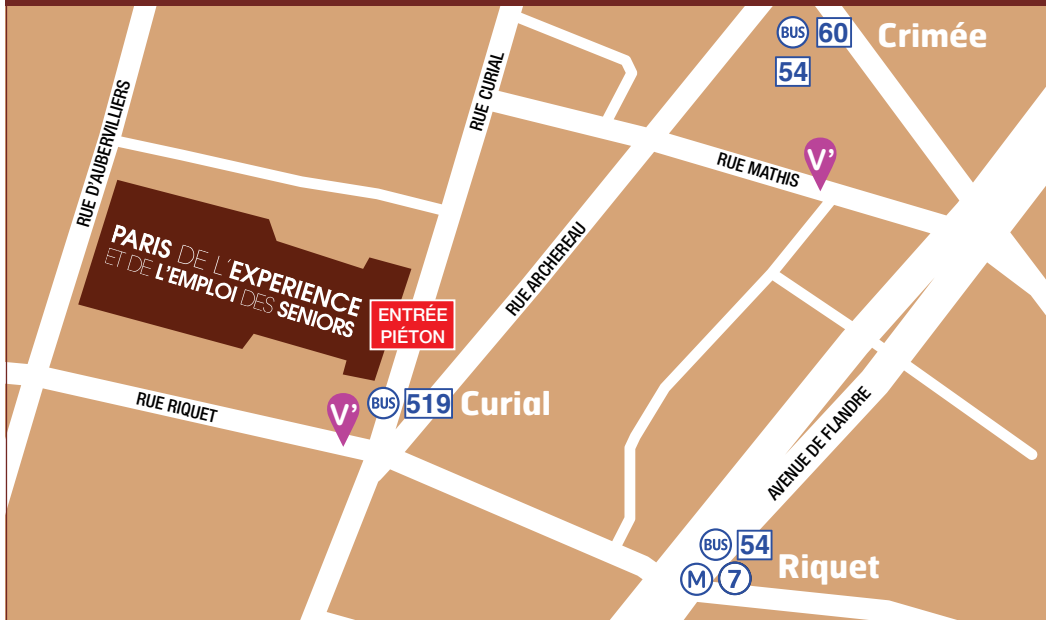 BUS 60 Crimée
54
RUE CURIAL
RUE D'AUBERVILLIERS
V'
RUE MATHIS
PARIS DE L'EXPERIENCE
ET DE L'EMPLOI DES SENIORS
RUE ARCHEREAU
ENTRÉE
PIÉTON
RUE RIQUET
V'
BUS 519 Curial
AVENUE DE FLANDRE
BUS 54
M 7
Riquet